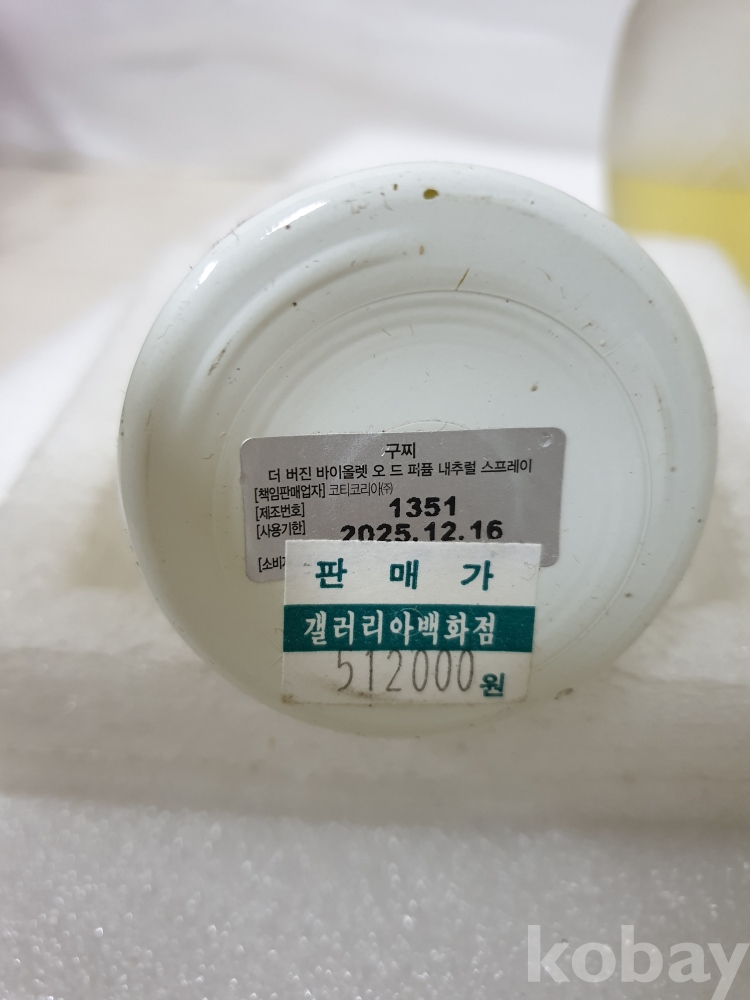 구찌
더 버진 바이올렛 오 드 퍼퓸 내추럴 스프레이
[책임판매업자] 코티코리아㈜
[제조번호] 1351
[사용기한] 2025.12.16
판 매 가
갤러리아백화점
512000원
kobay